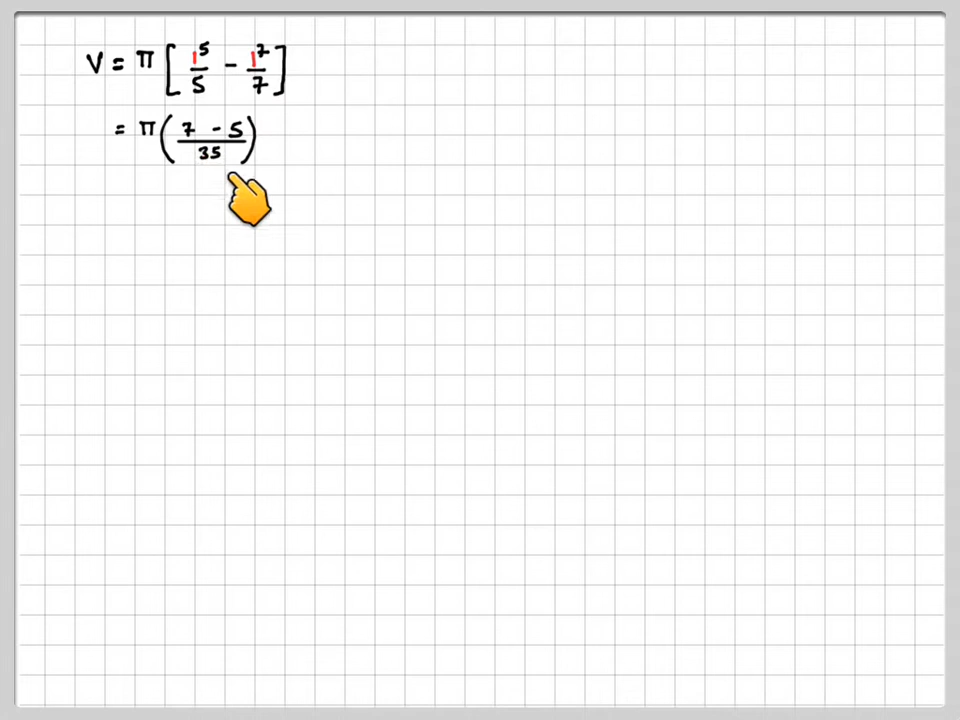 V = π [ 1⁵/5 - 1⁷/7 ]
= π ( (7 - 5)/35 )